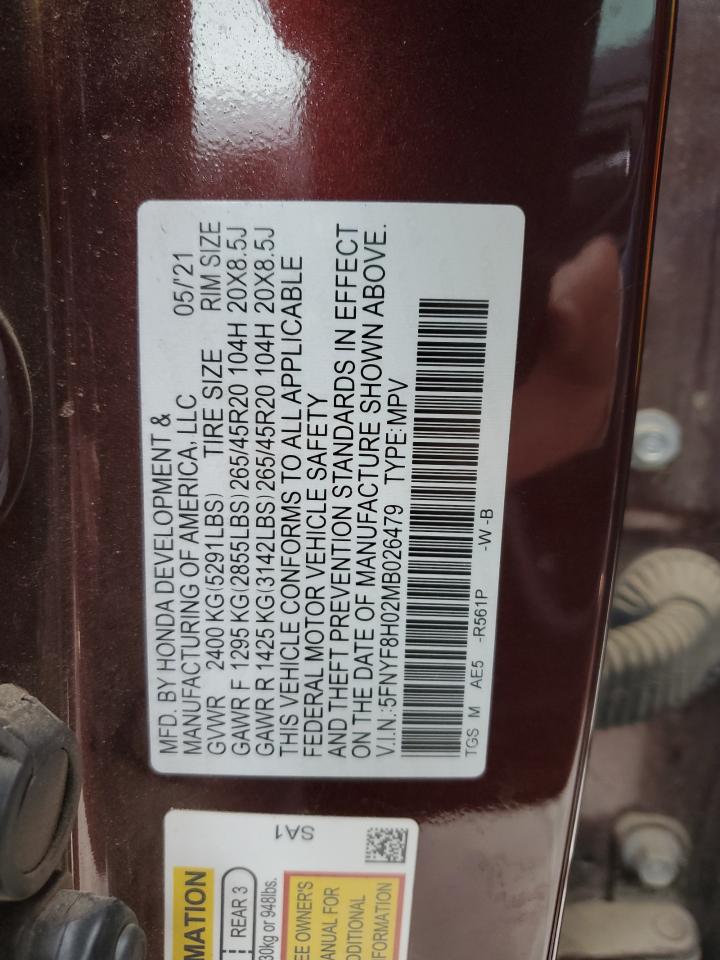 MFD. BY HONDA DEVELOPMENT &
MANUFACTURING OF AMERICA, LLC 05/'21
GVWR 2400 KG(5291LBS) TIRE SIZE RIM SIZE
GAWR F 1295 KG(2855LBS) 265/45R20 104H 20X8.5J
GAWR R 1425 KG(3142LBS) 265/45R20 104H 20X8.5J
THIS VEHICLE CONFORMS TO ALL APPLICABLE
FEDERAL MOTOR VEHICLE SAFETY
AND THEFT PREVENTION STANDARDS IN EFFECT
ON THE DATE OF MANUFACTURE SHOWN ABOVE.
V.I.N.:5FNYF8H02MB026479 TYPE:MPV
TGS M AE5 -R561P -W -B
SA1
MATION
REAR 3
30kg or 948lbs.
EE OWNER'S
ANUAL FOR
DDITIONAL
FORMATION